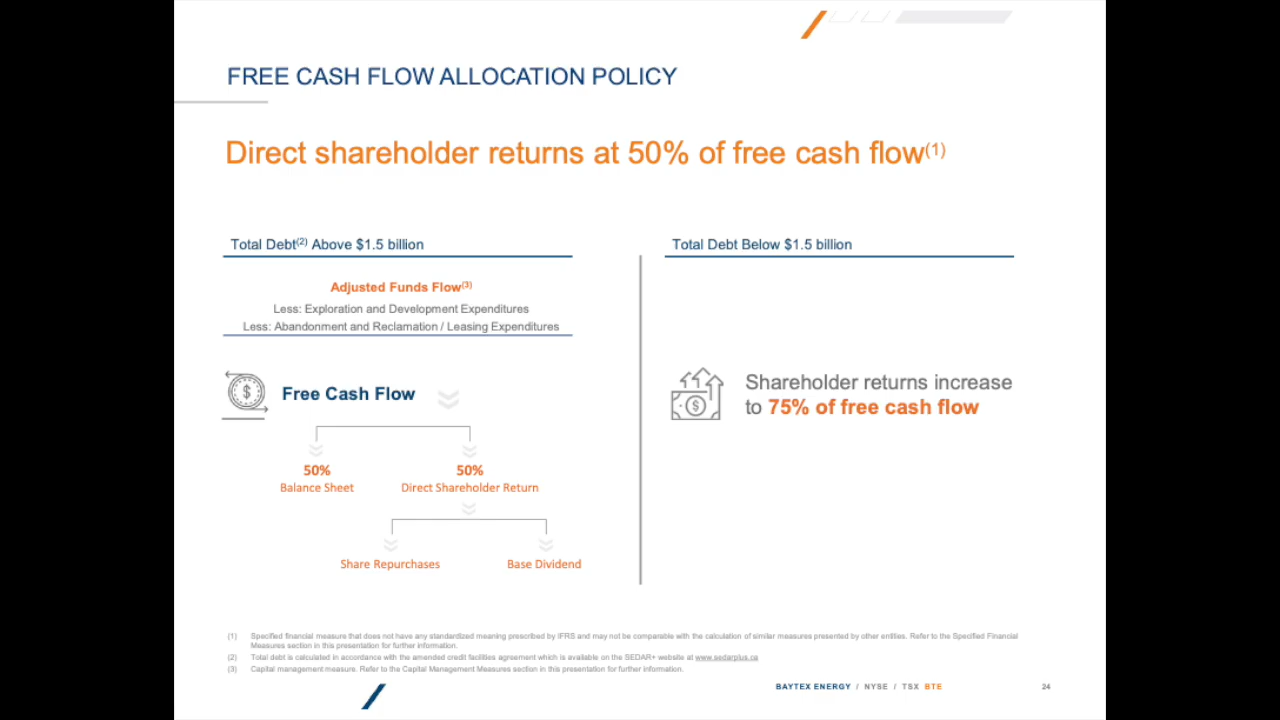 FREE CASH FLOW ALLOCATION POLICY
Direct shareholder returns at 50% of free cash flow(1)
Total Debt(2) Above $1.5 billion
Adjusted Funds Flow(3)
Less: Exploration and Development Expenditures
Less: Abandonment and Reclamation / Leasing Expenditures
Free Cash Flow
50%
Balance Sheet
50%
Direct Shareholder Return
Share Repurchases
Base Dividend
Total Debt Below $1.5 billion
Shareholder returns increase
to 75% of free cash flow
(1) Specified financial measure that does not have any standardized meaning prescribed by IFRS and may not be comparable with the calculation of similar measures presented by other entities. Refer to the Specified Financial
Measures section in this presentation for further information.
(2) Total debt is calculated in accordance with the amended credit facilities agreement which is available on the SEDAR+ website at www.sedarplus.ca
(3) Capital management measure. Refer to the Capital Management Measures section in this presentation for further information.
BAYTEX ENERGY / NYSE / TSX BTE
24